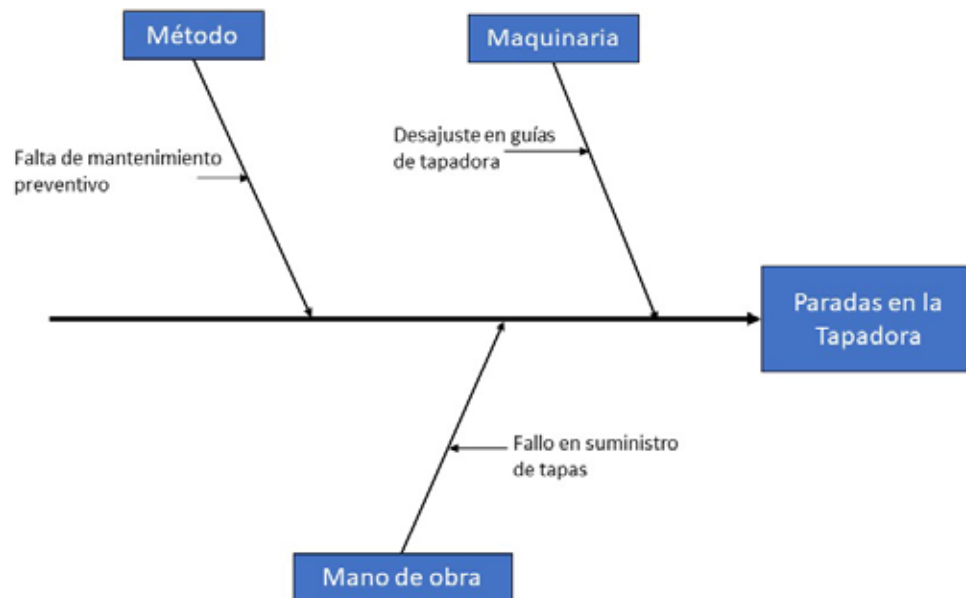 Método
Maquinaria
Falta de mantenimiento
preventivo
Desajuste en guías
de tapadora
Paradas en la
Tapadora
Fallo en suministro
de tapas
Mano de obra